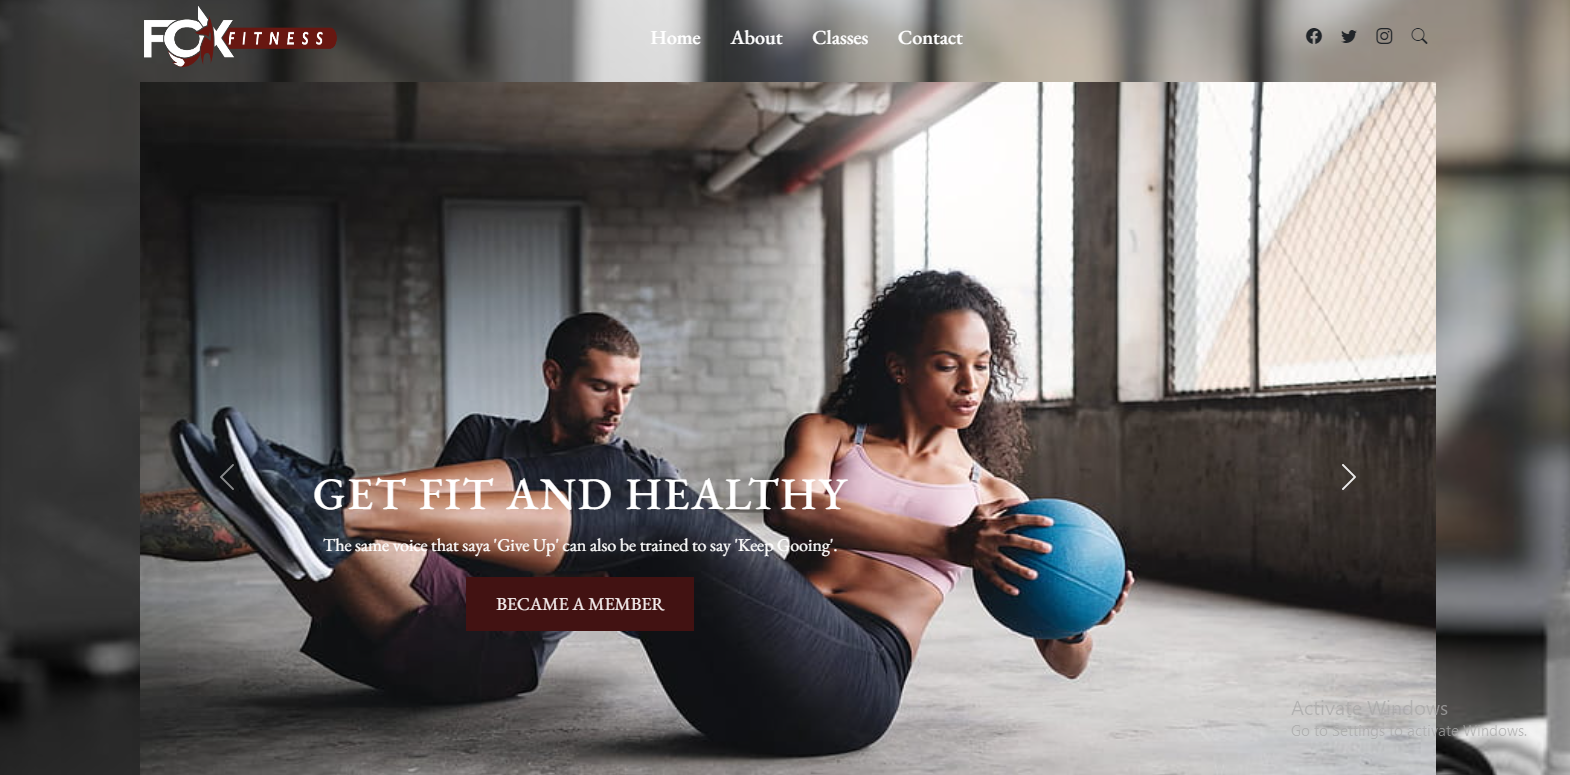 FCK FITNESS
Home About Classes Contact
GET FIT AND HEALTHY
The same voice that saya 'Give Up' can also be trained to say 'Keep Gooing'.
BECAME A MEMBER
Activate Windows
Go to Settings to activate Windows.